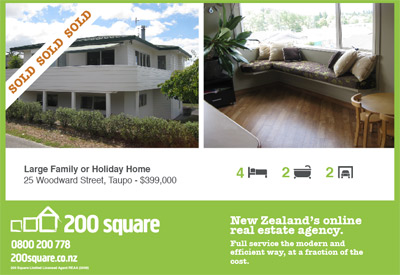 SOLD SOLD SOLD
6.
Large Family or Holiday Home
25 Woodward Street, Taupo - $399,000
4 2 2
200 square
0800 200 778
200square.co.nz
New Zealand's online
real estate agency.
Full service the modern and
efficient way, at a fraction of the
cost.